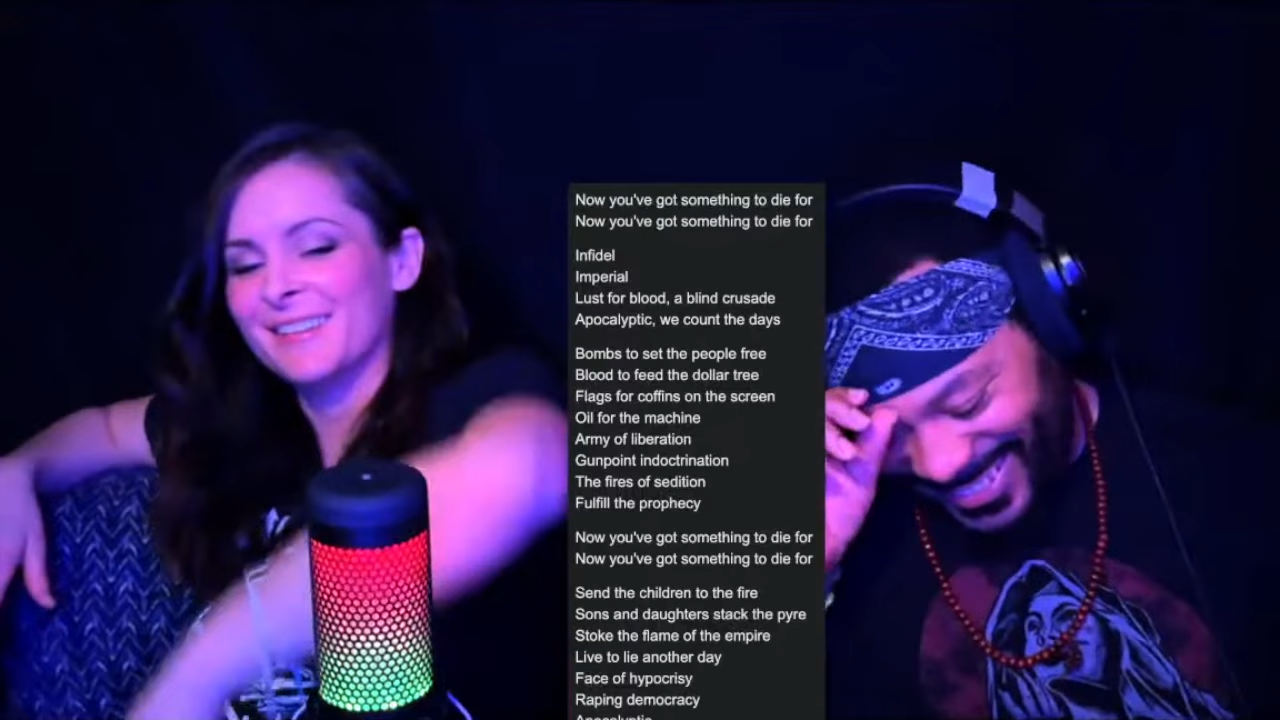 Now you've got something to die for
Now you've got something to die for
Infidel
Imperial
Lust for blood, a blind crusade
Apocalyptic, we count the days
Bombs to set the people free
Blood to feed the dollar tree
Flags for coffins on the screen
Oil for the machine
Army of liberation
Gunpoint indoctrination
The fires of sedition
Fulfill the prophecy
Now you've got something to die for
Now you've got something to die for
Send the children to the fire
Sons and daughters stack the pyre
Stoke the flame of the empire
Live to lie another day
Face of hypocrisy
Raping democracy
Apocalyptic